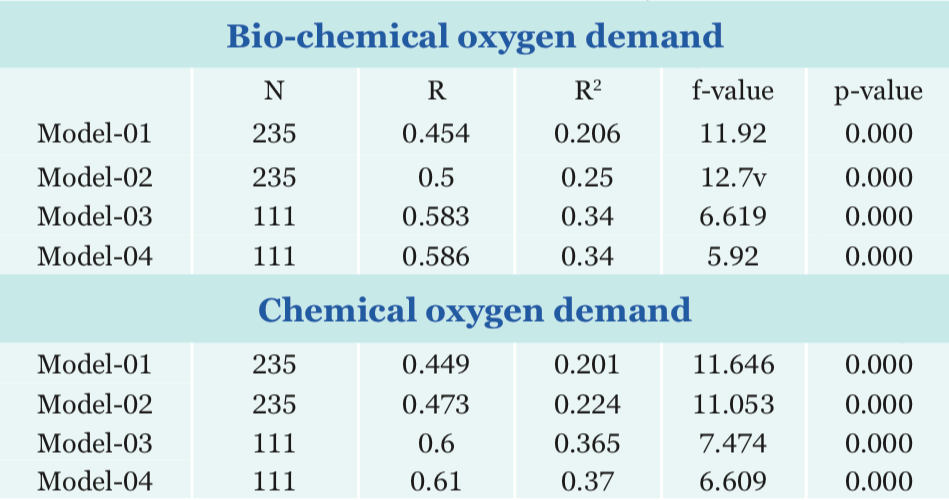 Bio-chemical oxygen demand
N R R² f-value p-value
Model-01 235 0.454 0.206 11.92 0.000
Model-02 235 0.5 0.25 12.7v 0.000
Model-03 111 0.583 0.34 6.619 0.000
Model-04 111 0.586 0.34 5.92 0.000
Chemical oxygen demand
Model-01 235 0.449 0.201 11.646 0.000
Model-02 235 0.473 0.224 11.053 0.000
Model-03 111 0.6 0.365 7.474 0.000
Model-04 111 0.61 0.37 6.609 0.000